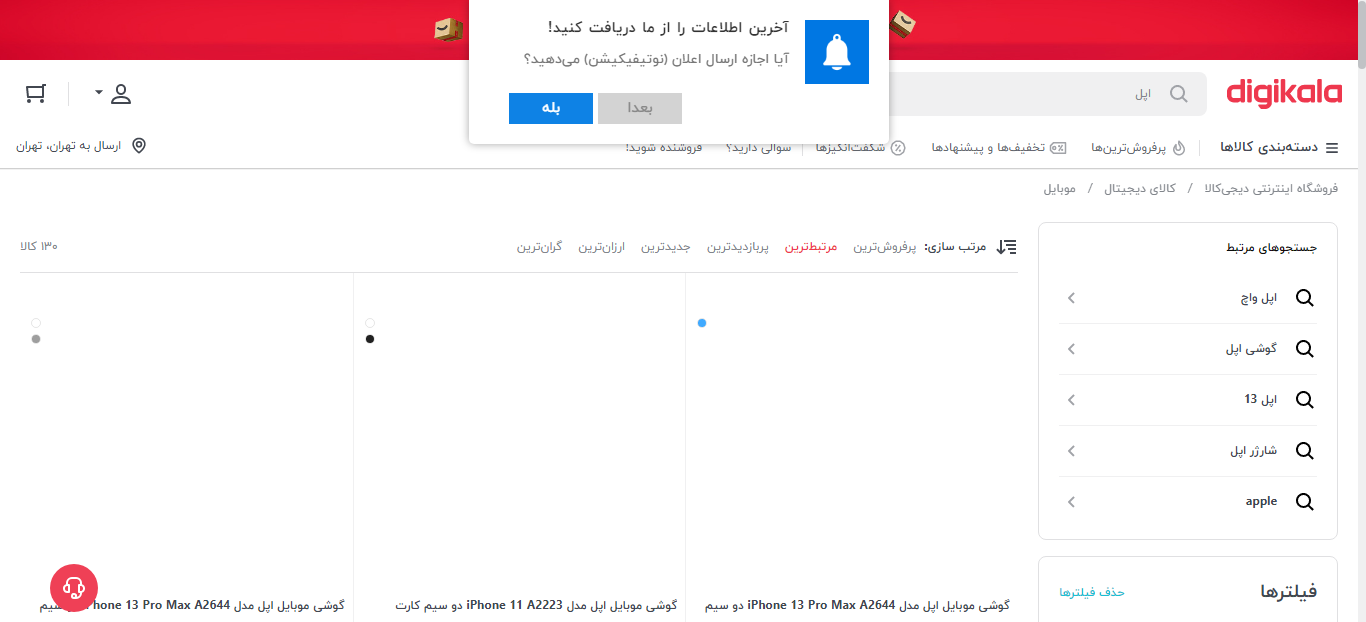 آخرین اطلاعات را از ما دریافت کنید!
آیا اجازه ارسال اعلان (نوتیفیکیشن) می‌دهید؟
بعدا
بله
digikala
اپل
دسته‌بندی کالاها
پرفروش‌ترین‌ها
تخفیف‌ها و پیشنهادها
شگفت‌انگیزها
سوالی دارید؟
فروشنده شوید!
ارسال به تهران، تهران
فروشگاه اینترنتی دیجی‌کالا / کالای دیجیتال / موبایل
جستجوهای مرتبط
اپل واچ
گوشی اپل
اپل 13
شارژر اپل
apple
فیلترها
حذف فیلترها
مرتب سازی: پرفروش‌ترین مرتبط‌ترین پربازدیدترین جدیدترین ارزان‌ترین گران‌ترین
۱۳۰ کالا
گوشی موبایل اپل مدل iPhone 13 Pro Max A2644 دو سیم
گوشی موبایل اپل مدل iPhone 11 A2223 دو سیم کارت
گوشی موبایل اپل مدل hone 13 Pro Max A2644 سیم